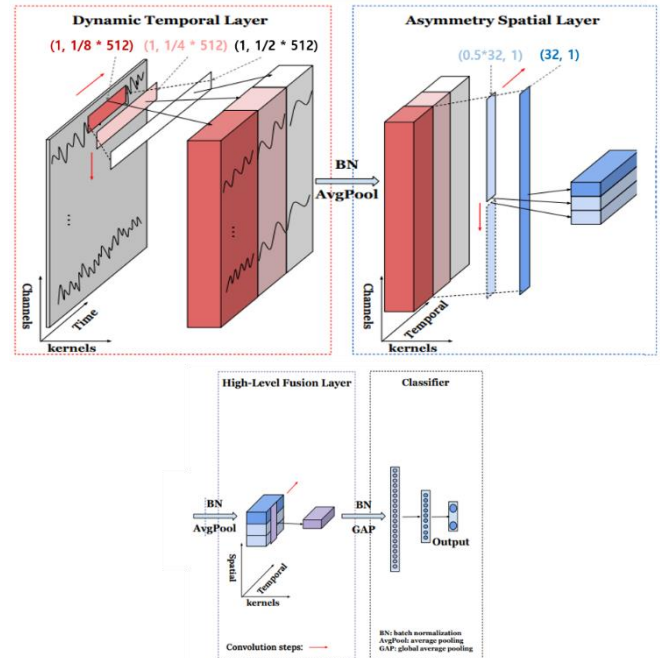 Dynamic Temporal Layer
(1, 1/8 * 512) (1, 1/4 * 512) (1, 1/2 * 512)
...
Channels
Time
kernels
BN
AvgPool
Asymmetry Spatial Layer
(0.5*32, 1) (32, 1)
Channels
Temporal
kernels
BN
AvgPool
High-Level Fusion Layer
Spatial
Temporal
kernels
Convolution steps:
BN
GAP
Classifier
Output
BN: batch normalization
AvgPool: average pooling
GAP: global average pooling